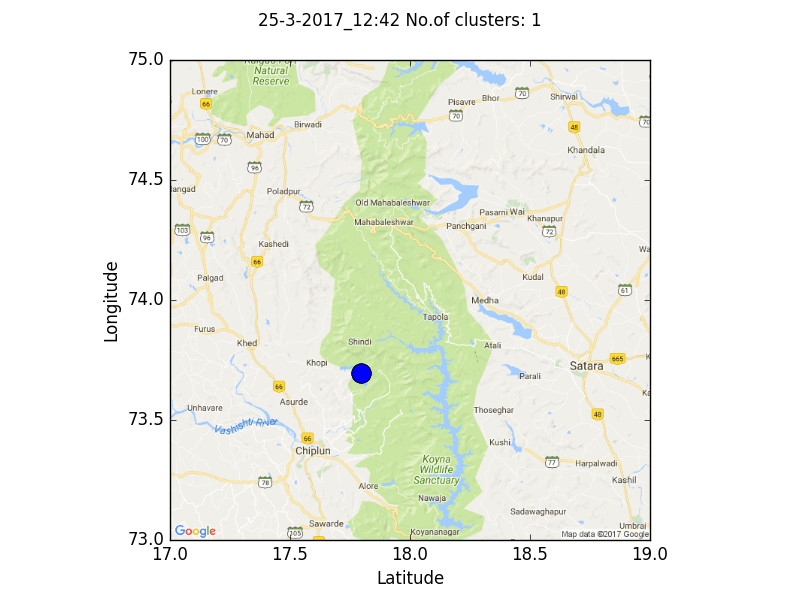 25-3-2017_12:42 No.of clusters: 1
75.0
74.5
74.0
73.5
73.0
17.0 17.5 18.0 18.5 19.0
Longitude
Latitude
Natural
Reserve
Lonere
66
Birwadi
100 70
Mahad
96
Poladpur
72
103
96
Kashedi
66
Palgad
Furus
Khed
Khopi
Shindi
66
Asurde
Unhavare
Vashishti River
66
Chiplun
78
Alore
Sawarde
105
Google
Pisavre
Bhor
70
70
Shirwal
70
48
Khandala
Old Mahabaleshwar
Mahabaleshwar
Panchgani
Pasarni
Wai
Khanapur
72
Kudal
48
61
Medha
Tapola
Atali
Satara
665
Parali
Thoseghar
48
Kushi
77
Harpalwadi
Kashil
Koyna
Wildlife
Sanctuary
Nawaja
Koyananagar
Sadawaghapur
Umbraj
Map data ©2017 Google